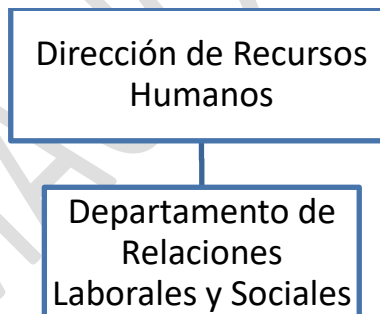 Dirección de Recursos
Humanos
Departamento de
Relaciones
Laborales y Sociales